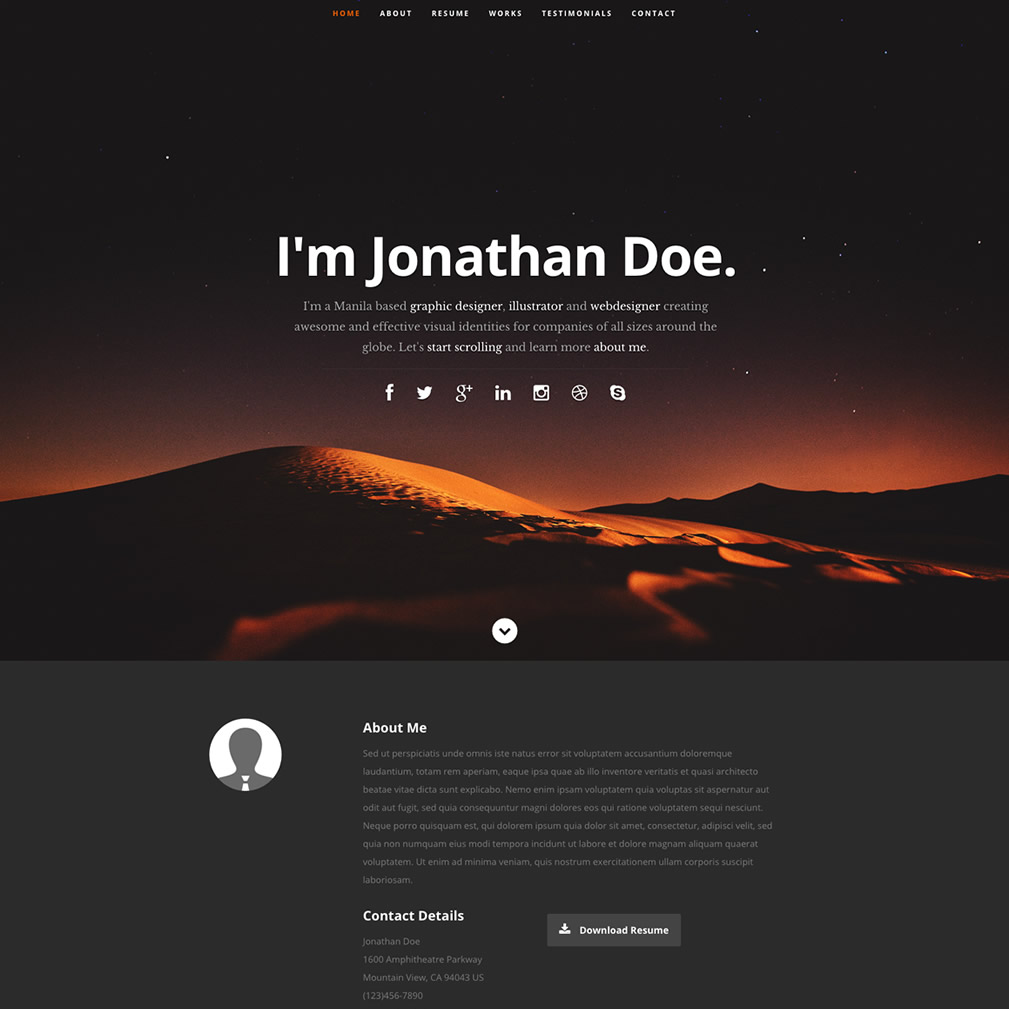 HOME ABOUT RESUME WORKS TESTIMONIALS CONTACT
I'm Jonathan Doe.
I'm a Manila based graphic designer, illustrator and webdesigner creating
awesome and effective visual identities for companies of all sizes around the
globe. Let's start scrolling and learn more about me.
About Me
Sed ut perspiciatis unde omnis iste natus error sit voluptatem accusantium doloremque
laudantium, totam rem aperiam, eaque ipsa quae ab illo inventore veritatis et quasi architecto
beatae vitae dicta sunt explicabo. Nemo enim ipsam voluptatem quia voluptas sit aspernatur aut
odit aut fugit, sed quia consequuntur magni dolores eos qui ratione voluptatem sequi nesciunt.
Neque porro quisquam est, qui dolorem ipsum quia dolor sit amet, consectetur, adipisci velit, sed
quia non numquam eius modi tempora incidunt ut labore et dolore magnam aliquam quaerat
voluptatem. Ut enim ad minima veniam, quis nostrum exercitationem ullam corporis suscipit
laboriosam.
Contact Details
Download Resume
Jonathan Doe
1600 Amphitheatre Parkway
Mountain View, CA 94043 US
(123)456-7890